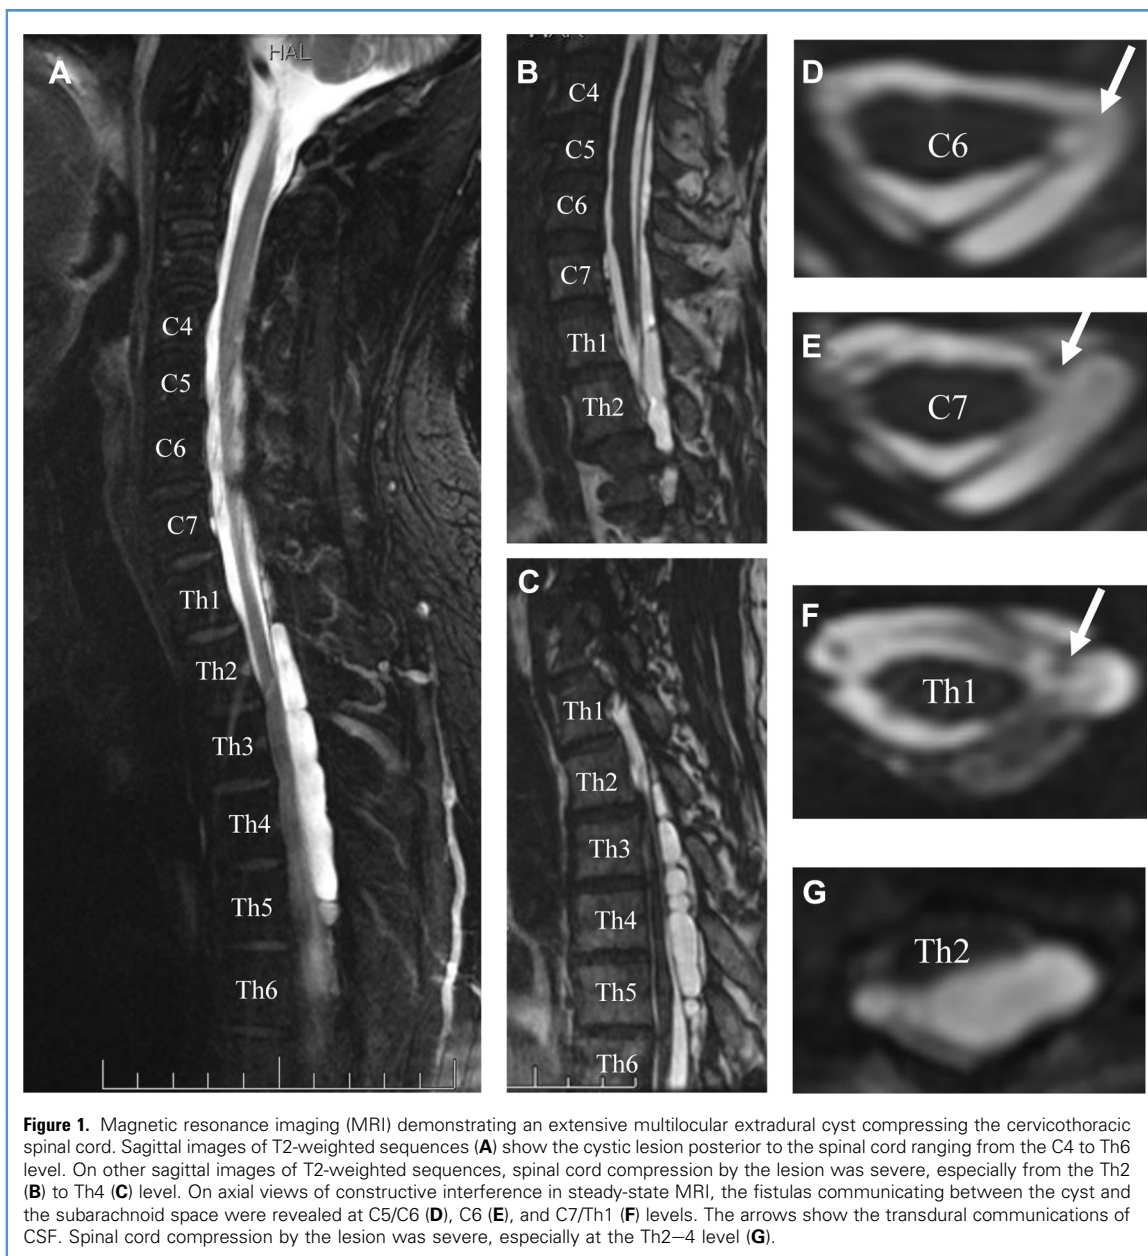 A
HAL
C4
C5
C6
C7
Th1
Th2
Th3
Th4
Th5
Th6
B
C4
C5
C6
C7
Th1
Th2
C
Th1
Th2
Th3
Th4
Th5
Th6
D
C6
E
C7
F
Th1
G
Th2
Figure 1. Magnetic resonance imaging (MRI) demonstrating an extensive multilocular extradural cyst compressing the cervicothoracic
spinal cord. Sagittal images of T2-weighted sequences (A) show the cystic lesion posterior to the spinal cord ranging from the C4 to Th6
level. On other sagittal images of T2-weighted sequences, spinal cord compression by the lesion was severe, especially from the Th2
(B) to Th4 (C) level. On axial views of constructive interference in steady-state MRI, the fistulas communicating between the cyst and
the subarachnoid space were revealed at C5/C6 (D), C6 (E), and C7/Th1 (F) levels. The arrows show the transdural communications of
CSF. Spinal cord compression by the lesion was severe, especially at the Th2–4 level (G).